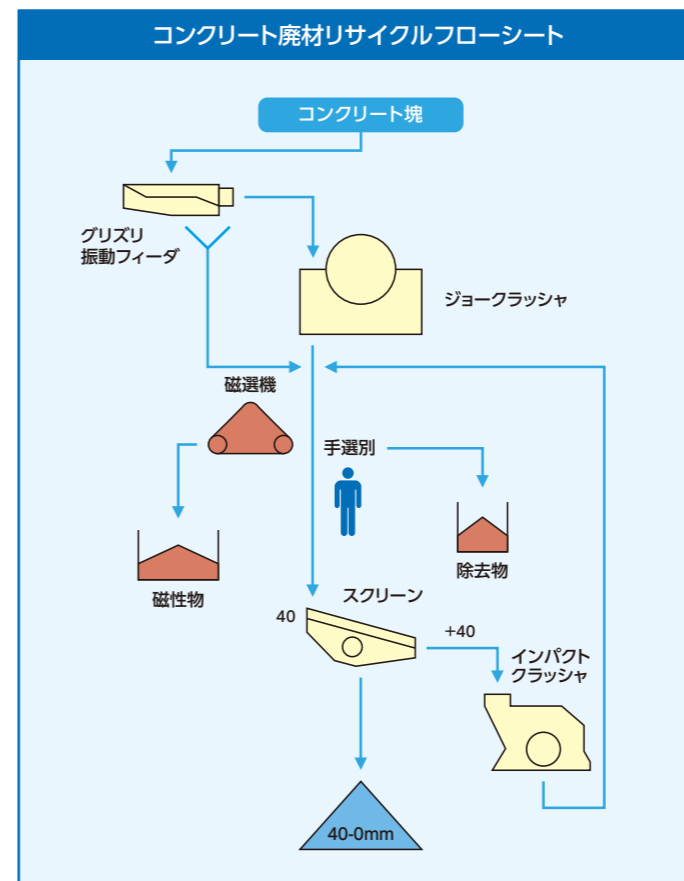 コンクリート廃材リサイクルフローシート
コンクリート塊
グリズリ
振動フィーダ
ジョークラッシャ
磁選機
手選別
磁性物
除去物
スクリーン
40
+40
インパクト
クラッシャ
40-0mm